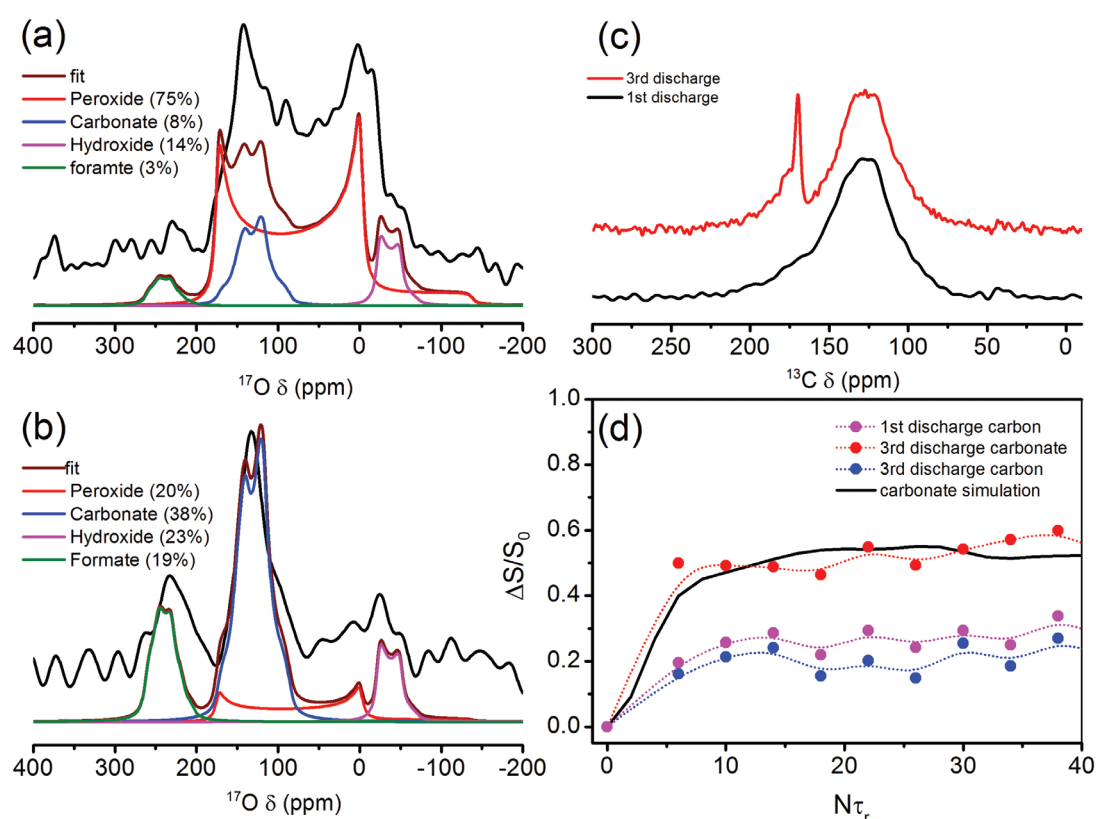 (a)
fit
Peroxide (75%)
Carbonate (8%)
Hydroxide (14%)
foramte (3%)
400 300 200 100 0 -100 -200
17O δ (ppm)
(c)
3rd discharge
1st discharge
300 250 200 150 100 50 0
13C δ (ppm)
(b)
fit
Peroxide (20%)
Carbonate (38%)
Hydroxide (23%)
Formate (19%)
400 300 200 100 0 -100 -200
17O δ (ppm)
(d)
1st discharge carbon
3rd discharge carbonate
3rd discharge carbon
carbonate simulation
1.0
0.8
0.6
0.4
0.2
0.0
ΔS/S0
0 10 20 30 40
Nτr